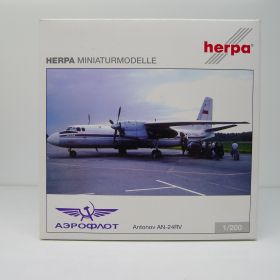 herpa
HERPA MINIATURMODELLE
АЭРОФЛОТ
Antonov AN-24RV
1/200